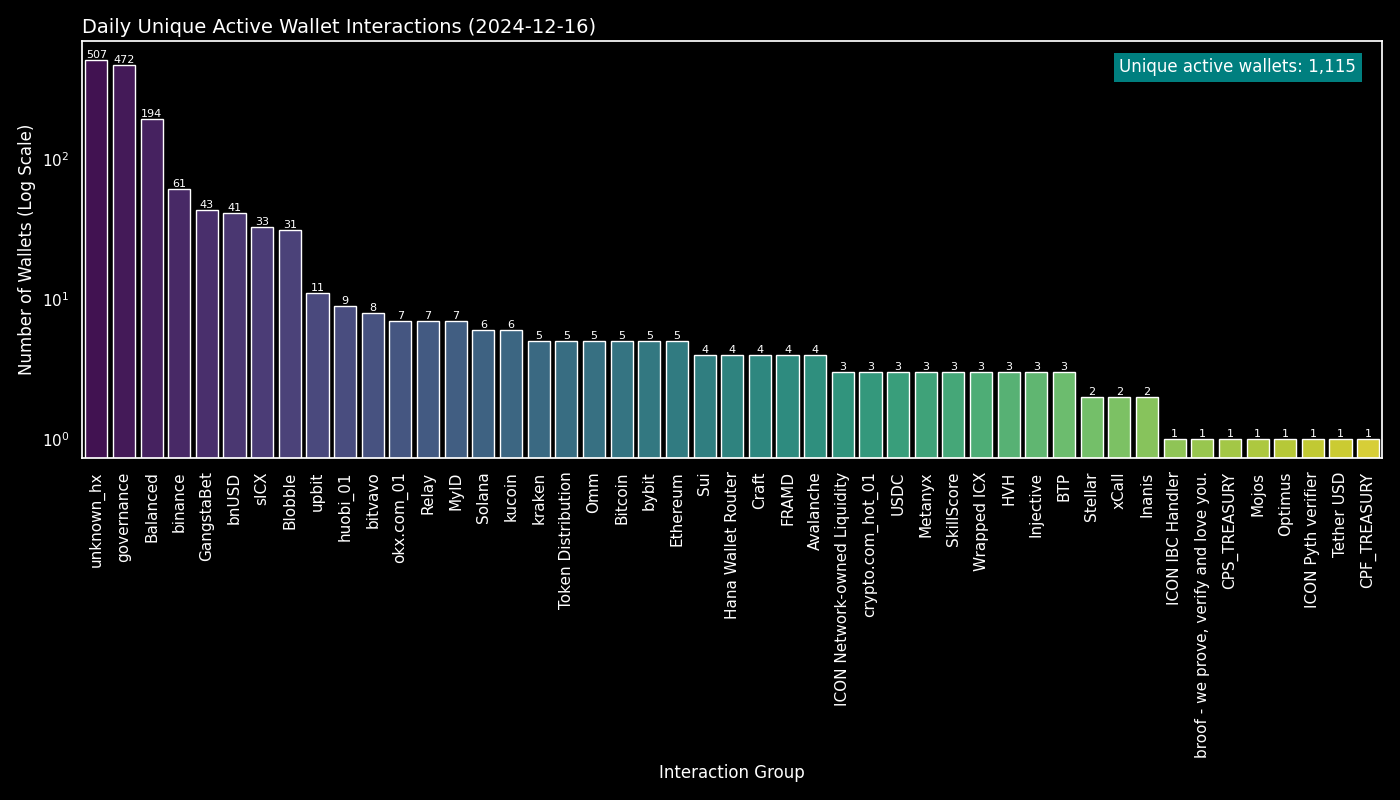 Daily Unique Active Wallet Interactions (2024-12-16)
Unique active wallets: 1,115
Number of Wallets (Log Scale)
10²
10¹
10⁰
507
472
194
61
43
41
33
31
11
9
8
7
7
7
6
6
5
5
5
5
5
5
4
4
4
4
4
3
3
3
3
3
3
3
3
3
2
2
2
1
1
1
1
1
1
1
1
unknown_hx
governance
Balanced
binance
GangstaBet
bnUSD
sICX
Blobble
upbit
huobi_01
bitvavo
okx.com_01
Relay
MyID
Solana
kucoin
kraken
Token Distribution
Omm
Bitcoin
bybit
Ethereum
Sui
Hana Wallet Router
Craft
FRAMD
Avalanche
ICON Network-owned Liquidity
crypto.com_hot_01
USDC
Metanyx
SkillScore
Wrapped ICX
HVH
Injective
BTP
Stellar
xCall
Inanis
ICON IBC Handler
broof - we prove, verify and love you.
CPS_TREASURY
Mojos
Optimus
ICON Pyth verifier
Tether USD
CPF_TREASURY
Interaction Group